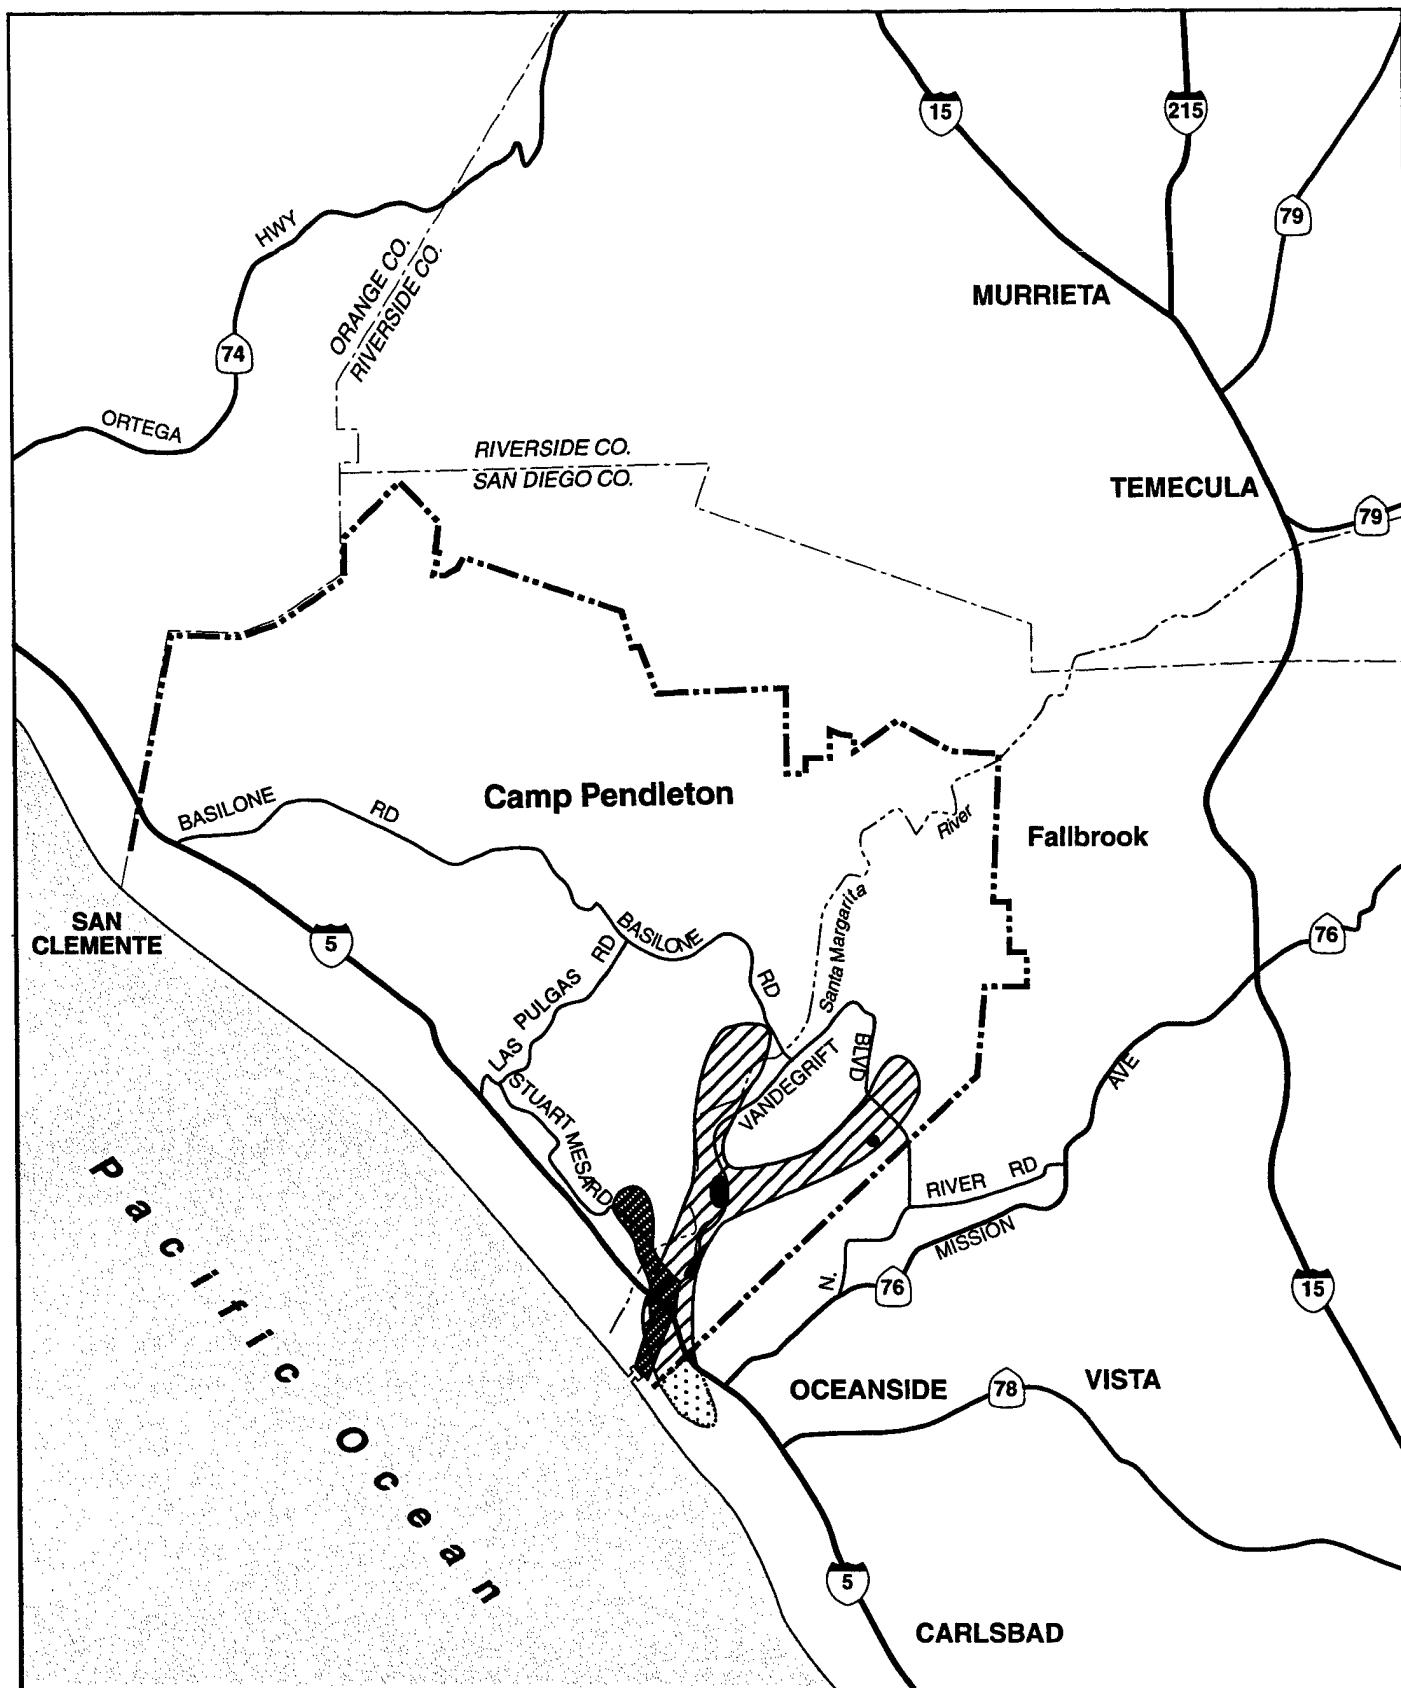 15
215
79
HWY
ORANGE CO.
RIVERSIDE CO.
MURRIETA
74
ORTEGA
RIVERSIDE CO.
SAN DIEGO CO.
TEMECULA
79
Camp Pendleton
BASILONE
RD
River
Fallbrook
Santa Margarita
SAN
CLEMENTE
5
BASILONE
RD
76
LAS PULGAS RD
VANDEGRIFT
BLVD
AVE
STUART MESA RD
RIVER RD
MISSION
N.
76
15
Pacific Ocean
OCEANSIDE
78
VISTA
5
CARLSBAD